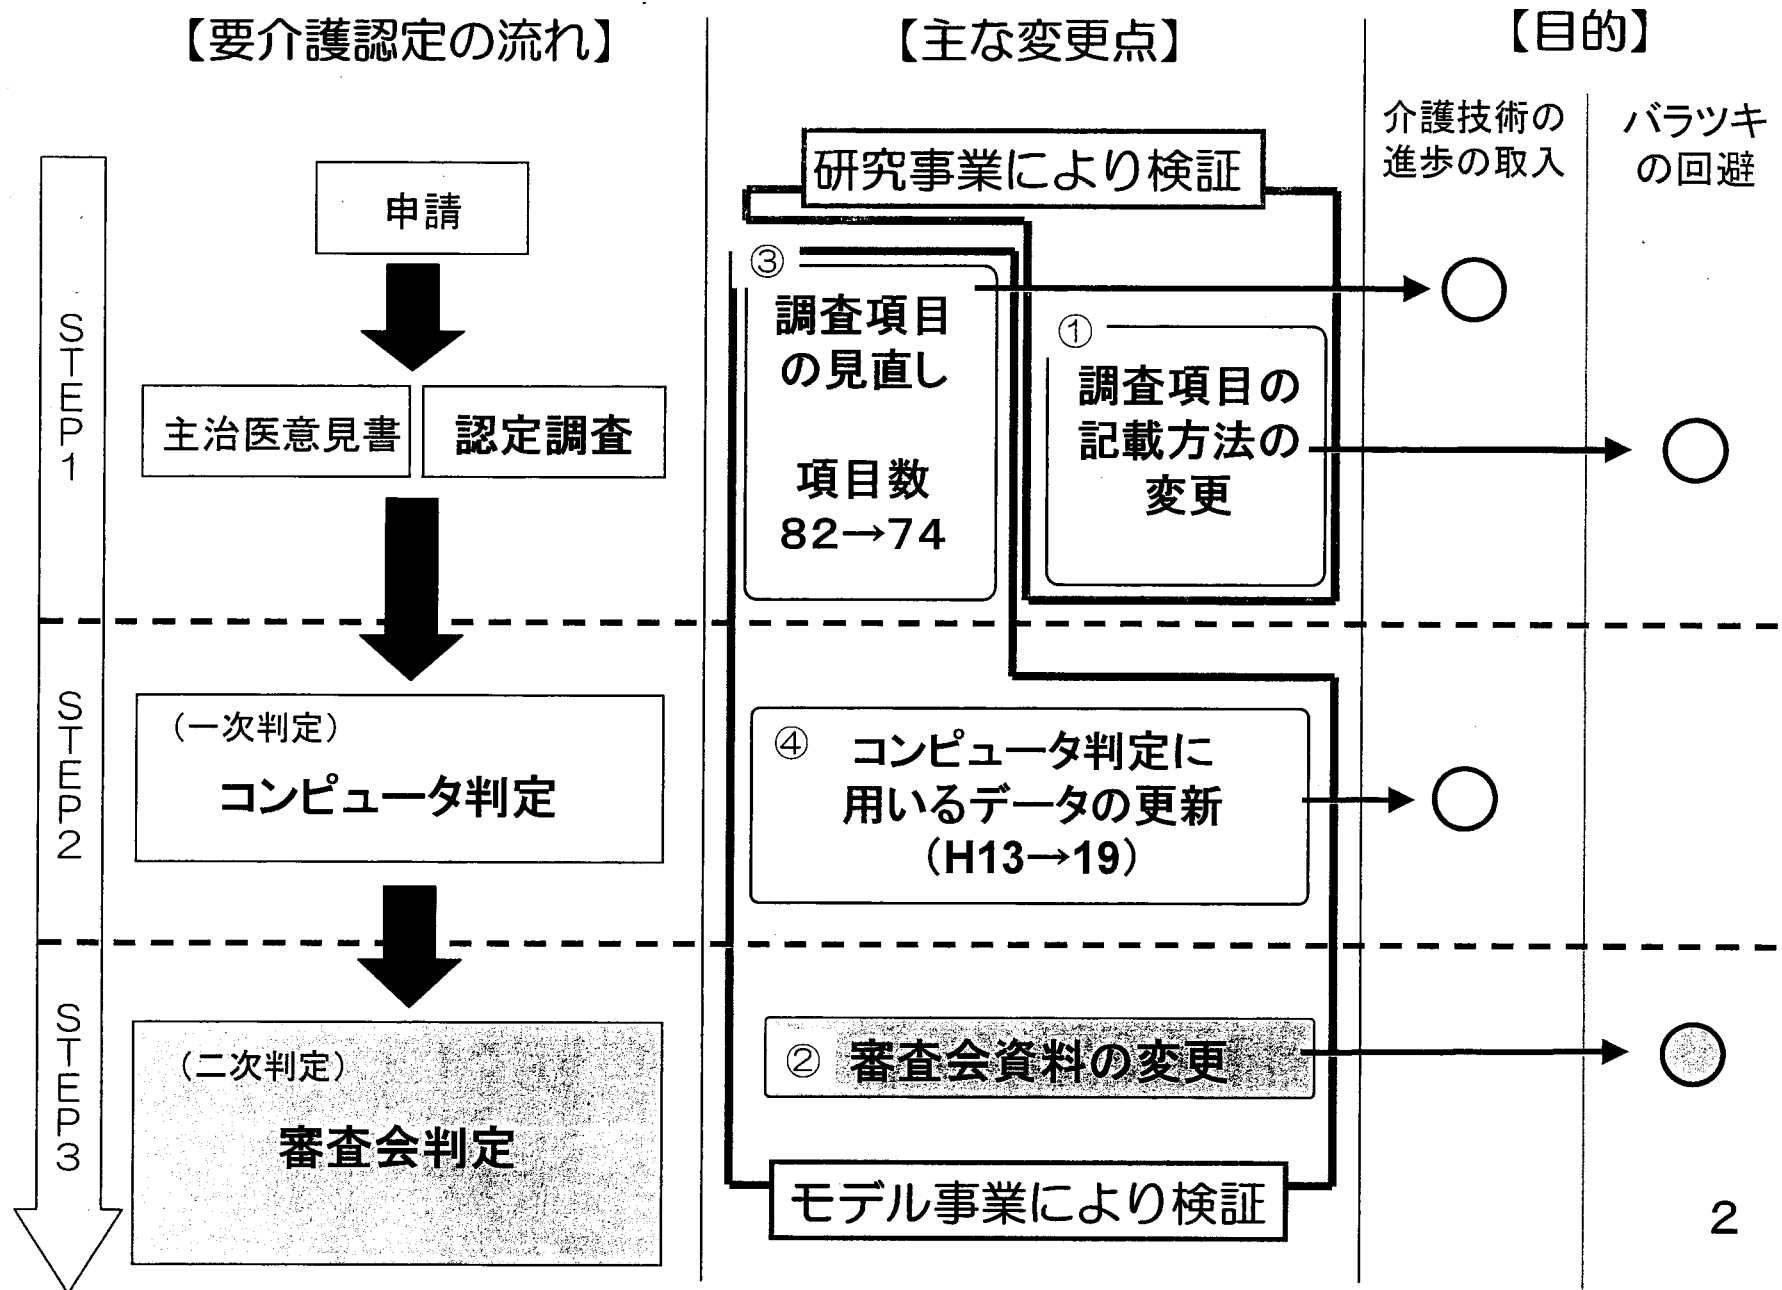 【要介護認定の流れ】
【主な変更点】
【目的】
介護技術の
進歩の取入
バラツキ
の回避
STEP1
申請
主治医意見書
認定調査
研究事業により検証
③
調査項目
の見直し
項目数
82→74
①
調査項目の
記載方法の
変更
STEP2
(一次判定)
コンピュータ判定
④ コンピュータ判定に
用いるデータの更新
(H13→19)
STEP3
(二次判定)
審査会判定
② 審査会資料の変更
モデル事業により検証
2